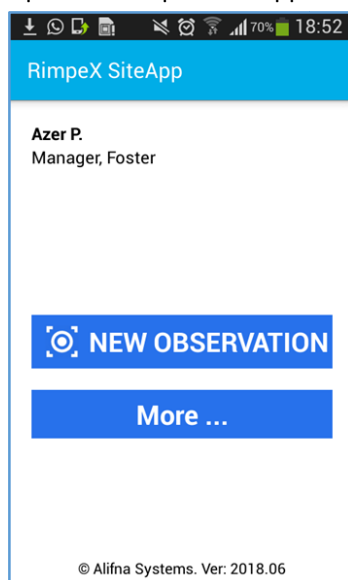 70% 18:52
RimpeX SiteApp
Azer P.
Manager, Foster
NEW OBSERVATION
More ...
© Alifna Systems. Ver: 2018.06